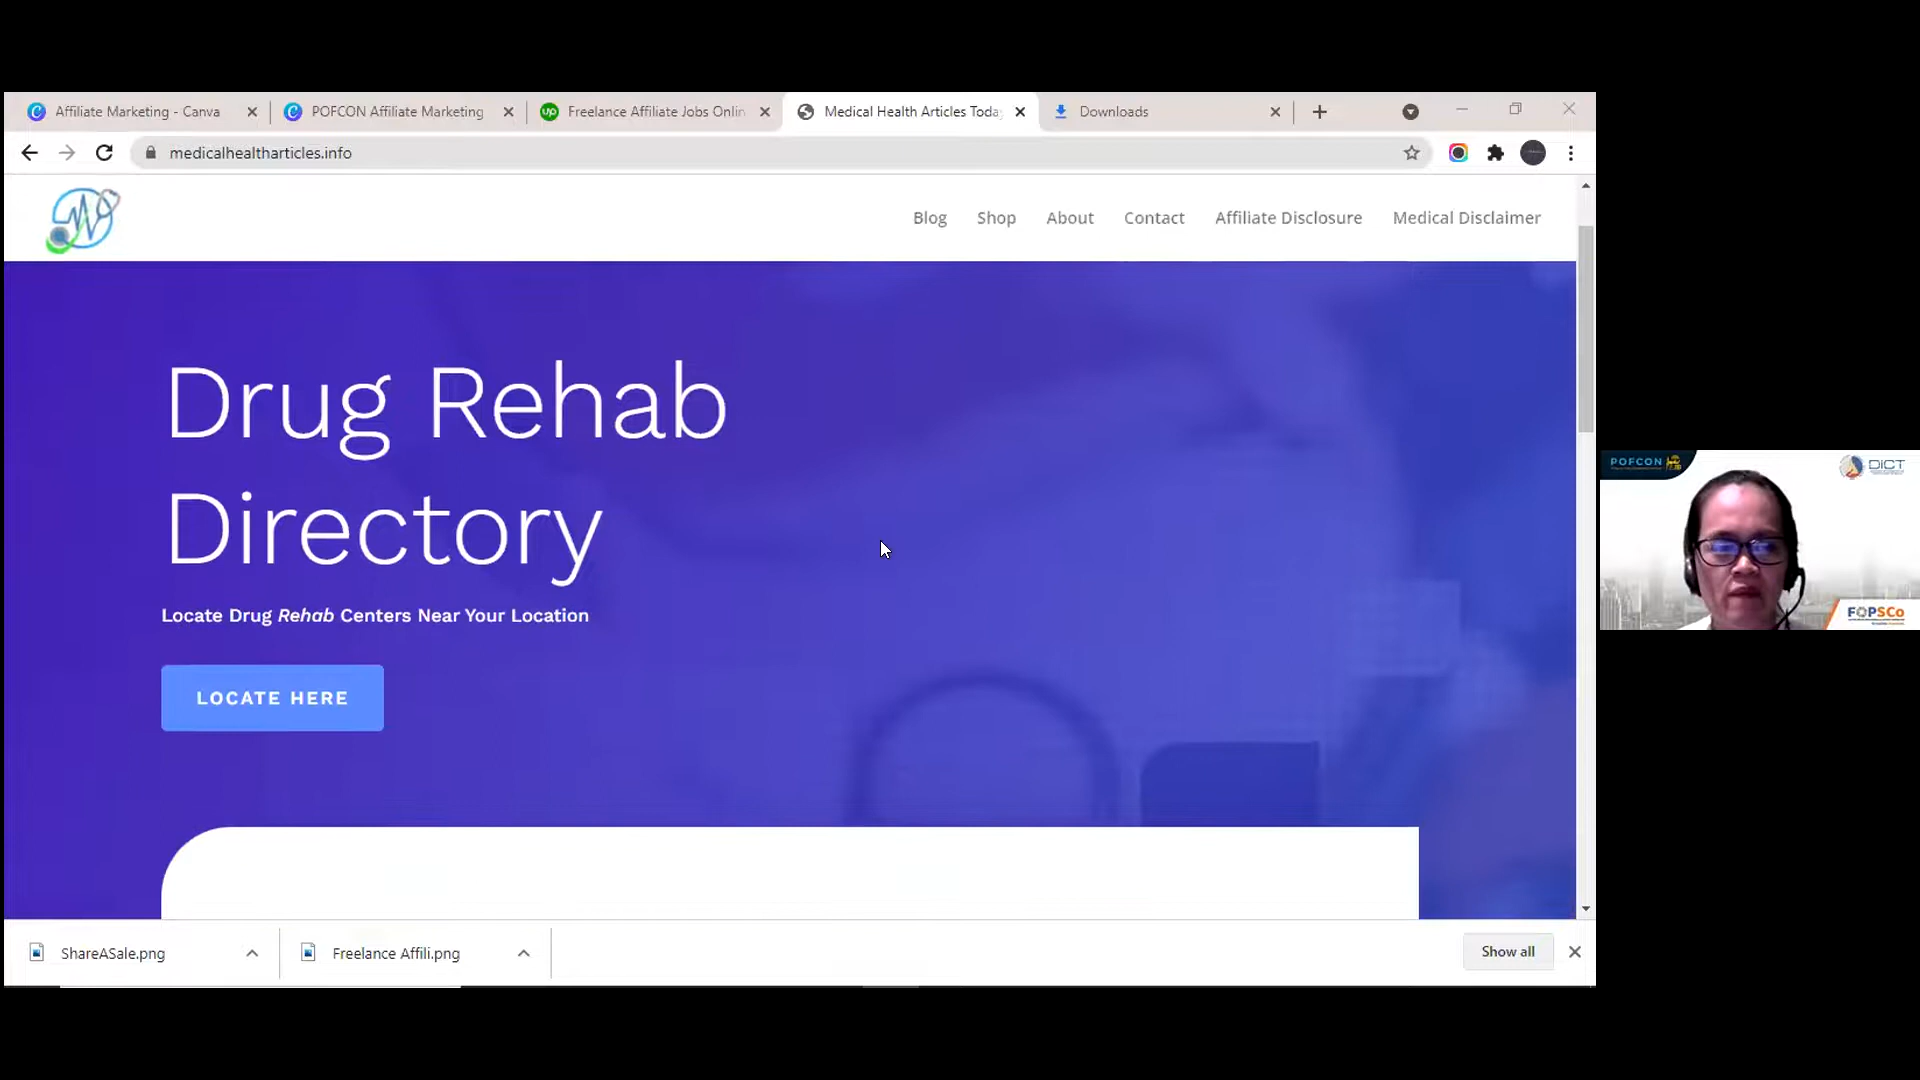 Affiliate Marketing - Canva
POFCON Affiliate Marketing
Freelance Affiliate Jobs Onlin
Medical Health Articles Toda
Downloads
medicalhealtharticles.info
Blog
Shop
About
Contact
Affiliate Disclosure
Medical Disclaimer
Drug Rehab
Directory
Locate Drug Rehab Centers Near Your Location
LOCATE HERE
POFCON
DICT
FOPSCo
ShareASale.png
Freelance Affili.png
Show all